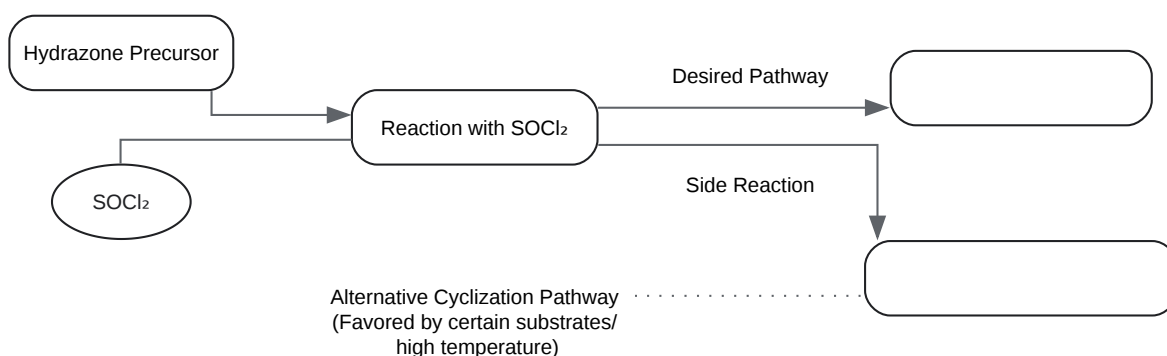 Hydrazone Precursor
Desired Pathway
Reaction with SOCl₂
Side Reaction
SOCl₂
Alternative Cyclization Pathway
(Favored by certain substrates/
high temperature)